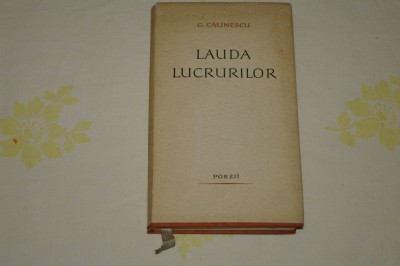 G. CĂLINESCU
LAUDA
LUCRURILOR
POEZII